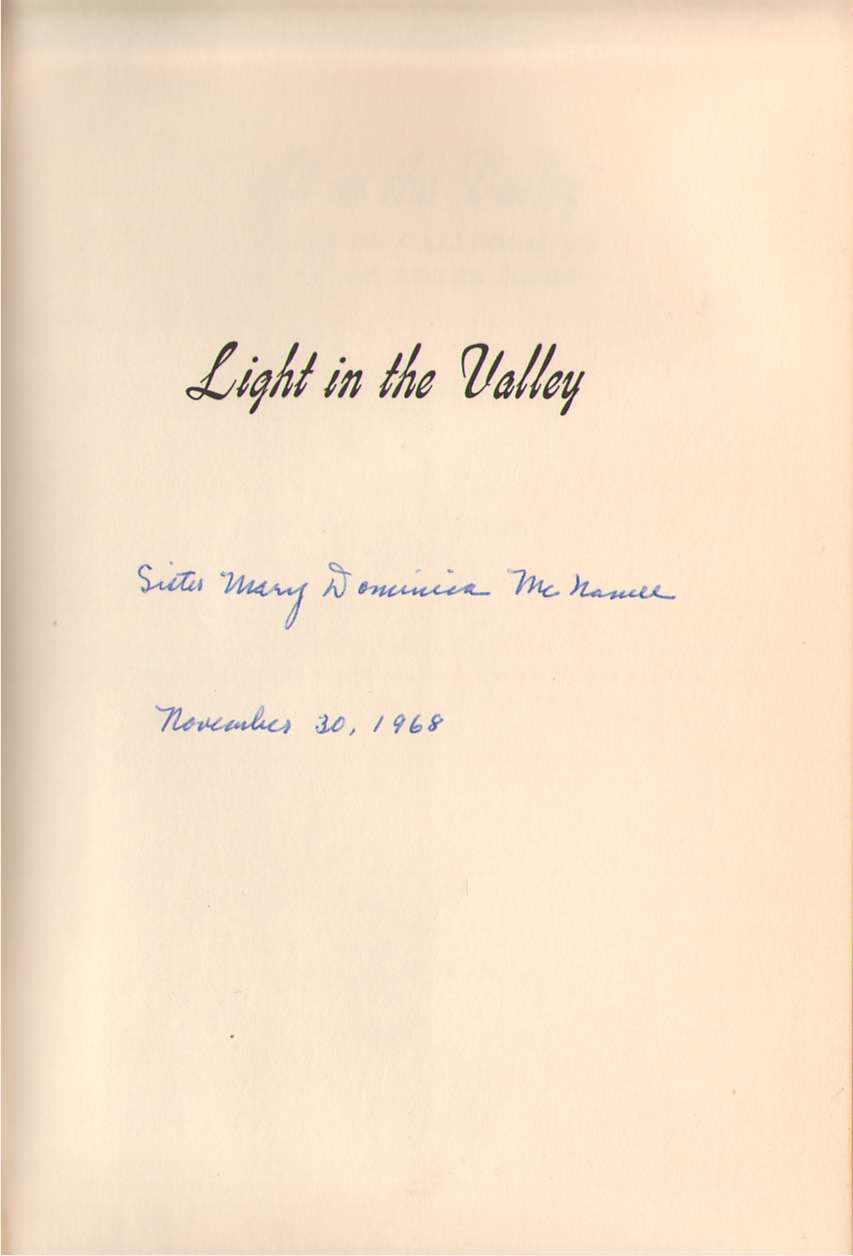 Light in the Valley
Sister Mary Dominica McNamee
November 30, 1968